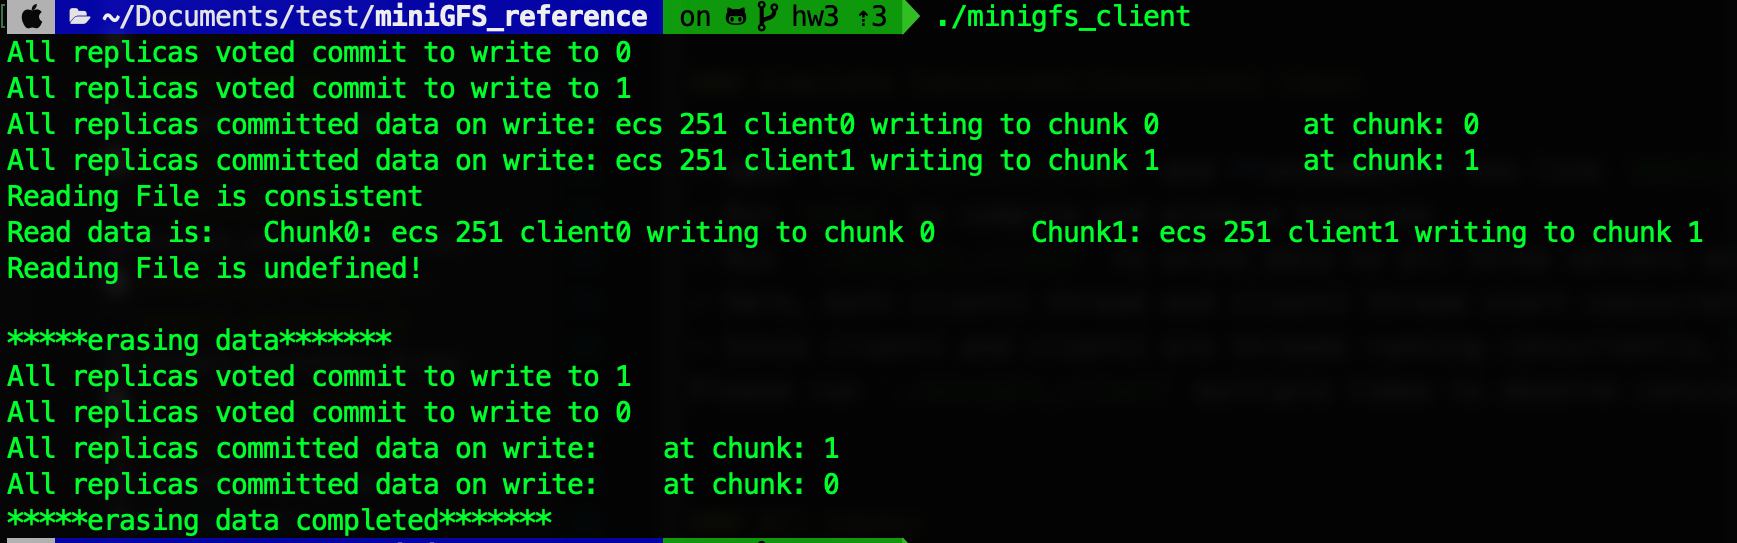 ~/Documents/test/miniGFS_reference on hw3 ⇡3 ./minigfs_client
All replicas voted commit to write to 0
All replicas voted commit to write to 1
All replicas committed data on write: ecs 251 client0 writing to chunk 0 at chunk: 0
All replicas committed data on write: ecs 251 client1 writing to chunk 1 at chunk: 1
Reading File is consistent
Read data is: Chunk0: ecs 251 client0 writing to chunk 0 Chunk1: ecs 251 client1 writing to chunk 1
Reading File is undefined!
*****erasing data*******
All replicas voted commit to write to 1
All replicas voted commit to write to 0
All replicas committed data on write: at chunk: 1
All replicas committed data on write: at chunk: 0
*****erasing data completed*******